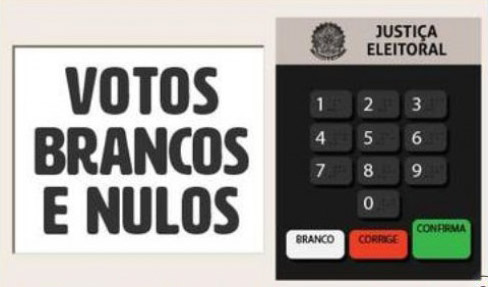 VOTOS
BRANCOS
E NULOS
JUSTIÇA
ELEITORAL
1 2 3
4 5 6
7 8 9
0
BRANCO CORRIGE CONFIRMA